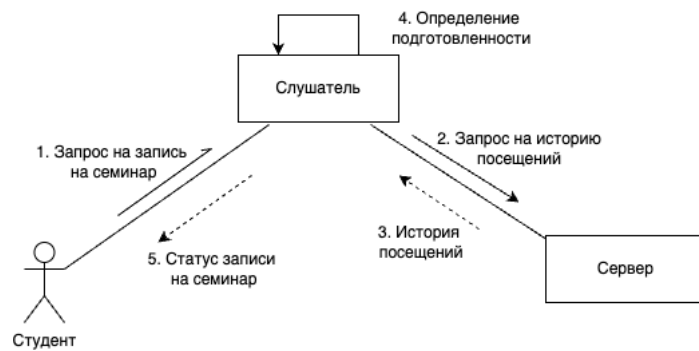 4. Определение
подготовленности
Слушатель
1. Запрос на запись
на семинар
2. Запрос на историю
посещений
3. История
посещений
5. Статус записи
на семинар
Сервер
Студент